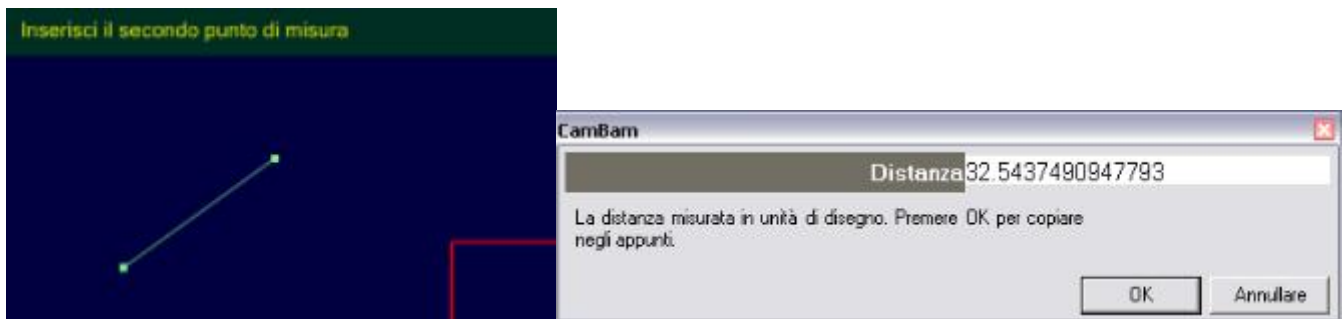 Inserisci il secondo punto di misura
CamBam
Distanza 32.5437490947793
La distanza misurata in unità di disegno. Premere OK per copiare
negli appunti.
OK Annullare